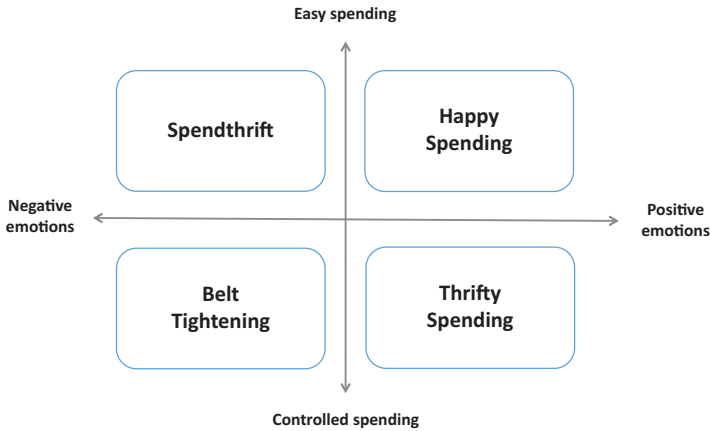 Easy spending
Spendthrift
Happy
Spending
Negative
emotions
Positive
emotions
Belt
Tightening
Thrifty
Spending
Controlled spending